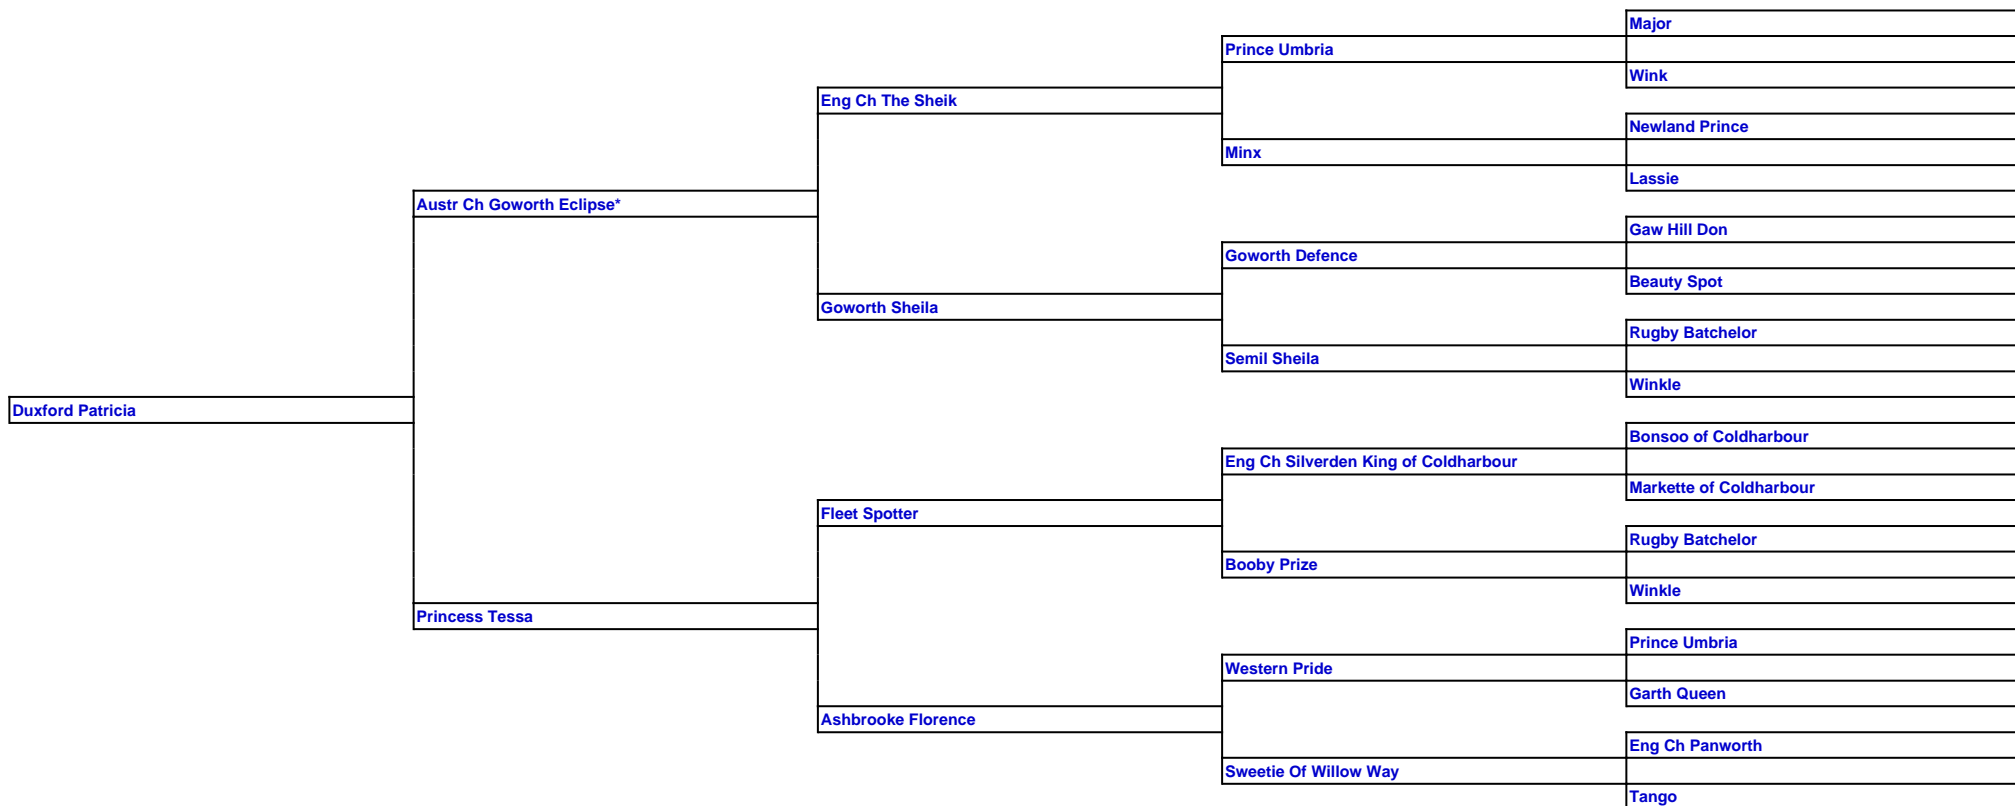 Major
Prince Umbria
Wink
Eng Ch The Sheik
Newland Prince
Minx
Lassie
Austr Ch Goworth Eclipse*
Gaw Hill Don
Goworth Defence
Beauty Spot
Goworth Sheila
Rugby Batchelor
Semil Sheila
Winkle
Duxford Patricia
Bonsoo of Coldharbour
Eng Ch Silverden King of Coldharbour
Markette of Coldharbour
Fleet Spotter
Rugby Batchelor
Booby Prize
Winkle
Princess Tessa
Prince Umbria
Western Pride
Garth Queen
Ashbrooke Florence
Eng Ch Panworth
Sweetie Of Willow Way
Tango